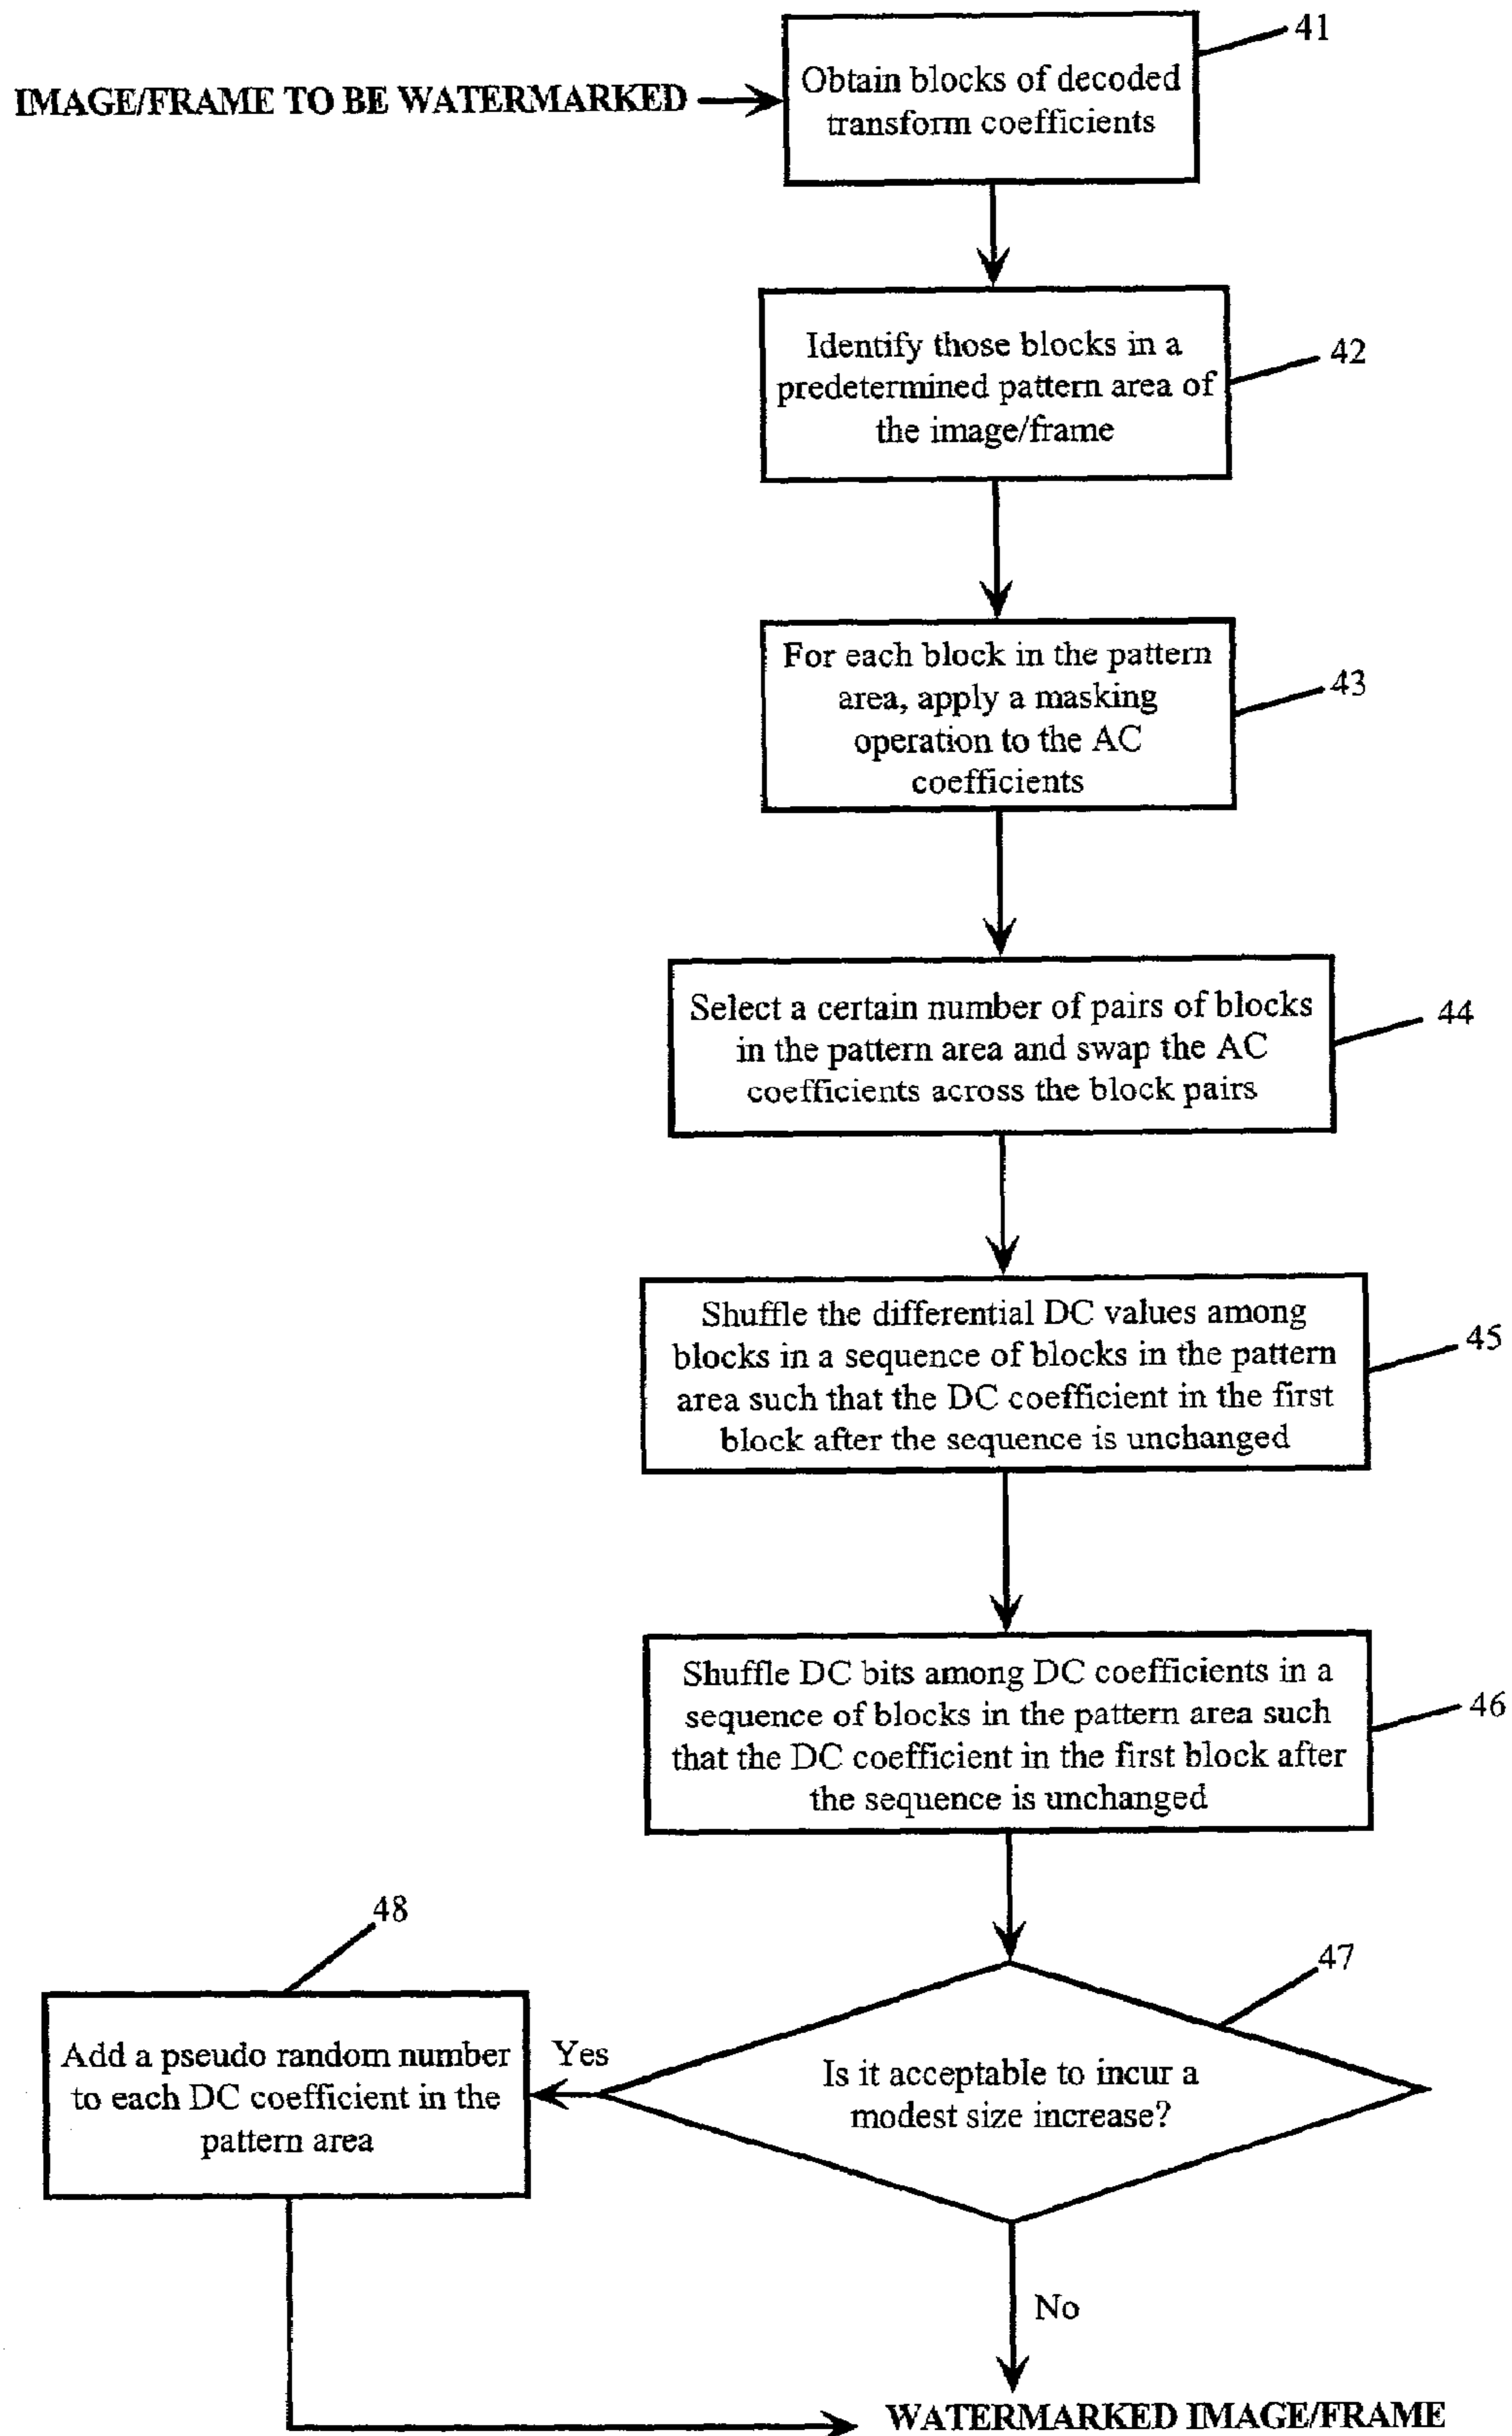 41
Obtain blocks of decoded
transform coefficients
IMAGE/FRAME TO BE WATERMARKED
Identify those blocks in a
predetermined pattern area of
the image/frame
42
For each block in the pattern
area, apply a masking
operation to the AC
coefficients
43
Select a certain number of pairs of blocks
in the pattern area and swap the AC
coefficients across the block pairs
44
Shuffle the differential DC values among
blocks in a sequence of blocks in the pattern
area such that the DC coefficient in the first
block after the sequence is unchanged
45
Shuffle DC bits among DC coefficients in a
sequence of blocks in the pattern area such
that the DC coefficient in the first block after
the sequence is unchanged
46
48
47
Add a pseudo random number
to each DC coefficient in the
pattern area
Yes
Is it acceptable to incur a
modest size increase?
No
WATERMARKED IMAGE/FRAME